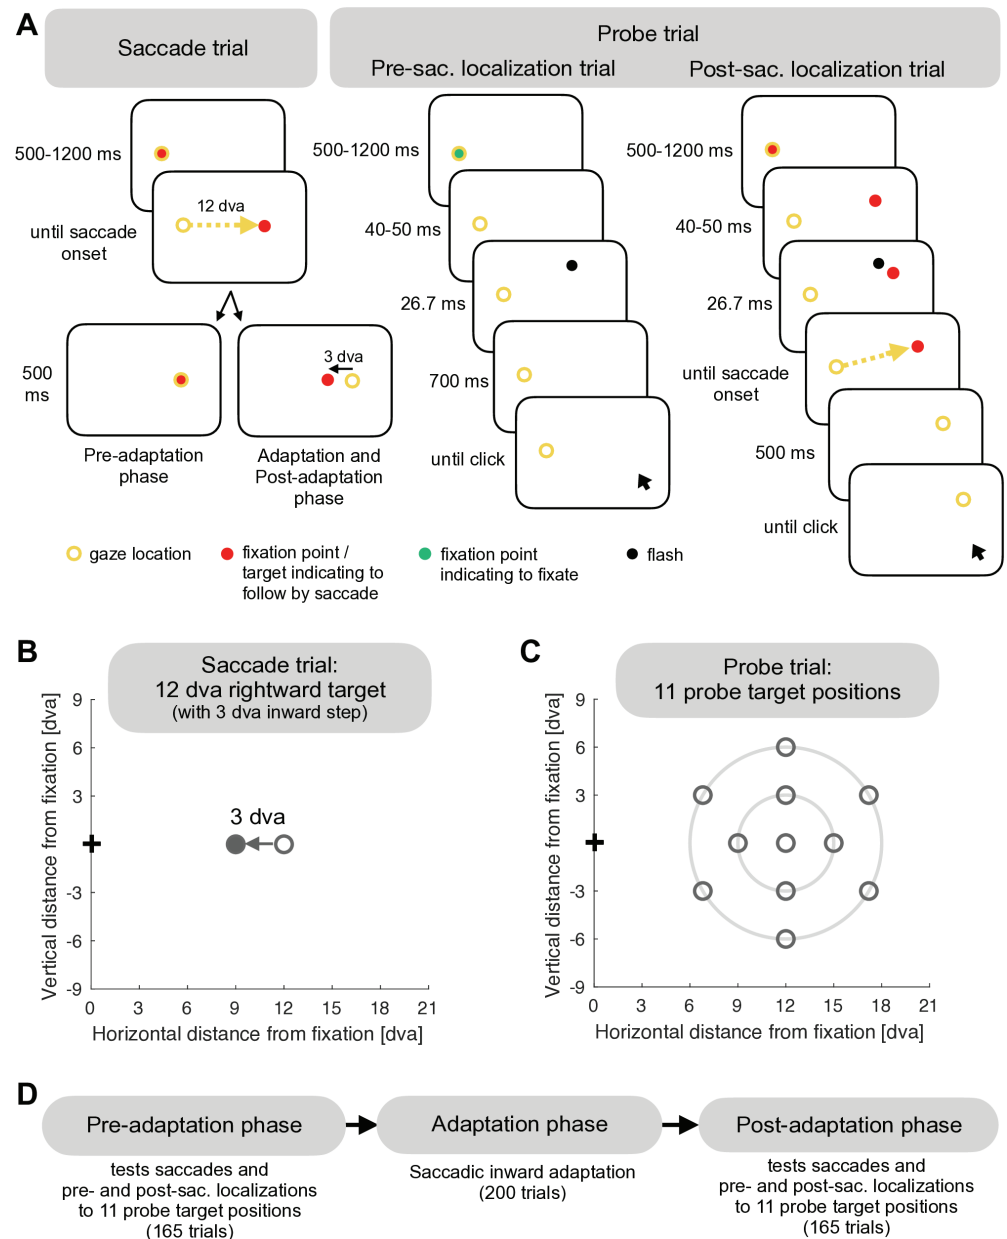 A
Saccade trial
Probe trial
Pre-sac. localization trial
Post-sac. localization trial
500-1200 ms
12 dva
until saccade
onset
500
ms
3 dva
Pre-adaptation
phase
Adaptation and
Post-adaptation
phase
500-1200 ms
40-50 ms
26.7 ms
700 ms
until click
500-1200 ms
40-50 ms
26.7 ms
until saccade
onset
500 ms
until click
gaze location
fixation point /
target indicating to
follow by saccade
fixation point
indicating to fixate
flash
B
Saccade trial:
12 dva rightward target
(with 3 dva inward step)
Vertical distance from fixation [dva]
9
6
3
-3
-6
-9
3 dva
0 3 6 9 12 15 18 21
Horizontal distance from fixation [dva]
C
Probe trial:
11 probe target positions
Vertical distance from fixation [dva]
9
6
3
-3
-6
-9
0 3 6 9 12 15 18 21
Horizontal distance from fixation [dva]
D
Pre-adaptation phase
tests saccades and
pre- and post-sac. localizations
to 11 probe target positions
(165 trials)
Adaptation phase
Saccadic inward adaptation
(200 trials)
Post-adaptation phase
tests saccades and
pre- and post-sac. localizations
to 11 probe target positions
(165 trials)